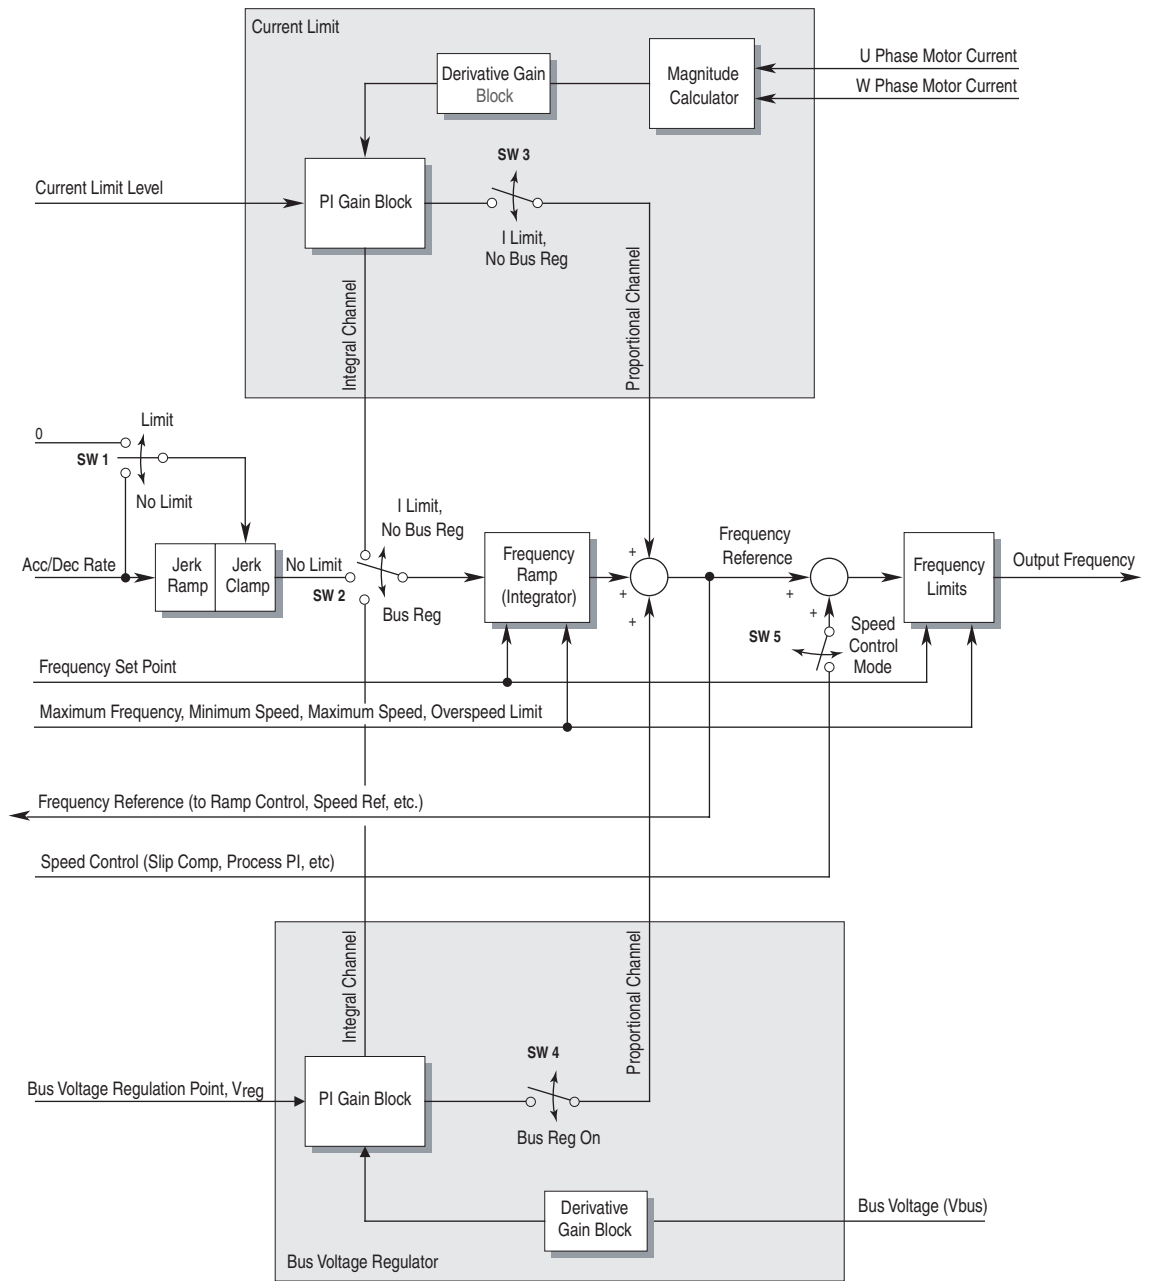 Current Limit
U Phase Motor Current
W Phase Motor Current
Derivative Gain
Block
Magnitude
Calculator
SW 3
Current Limit Level
PI Gain Block
I Limit,
No Bus Reg
Integral Channel
Proportional Channel
0
Limit
SW 1
No Limit
I Limit,
No Bus Reg
Acc/Dec Rate
Jerk
Ramp
Jerk
Clamp
No Limit
SW 2
Bus Reg
Frequency
Ramp
(Integrator)
+
+
+
Frequency
Reference
+
+
Frequency
Limits
Output Frequency
SW 5
Speed
Control
Mode
Frequency Set Point
Maximum Frequency, Minimum Speed, Maximum Speed, Overspeed Limit
Frequency Reference (to Ramp Control, Speed Ref, etc.)
Speed Control (Slip Comp, Process PI, etc)
Integral Channel
Proportional Channel
SW 4
Bus Voltage Regulation Point, Vreg
PI Gain Block
Bus Reg On
Derivative
Gain Block
Bus Voltage (Vbus)
Bus Voltage Regulator